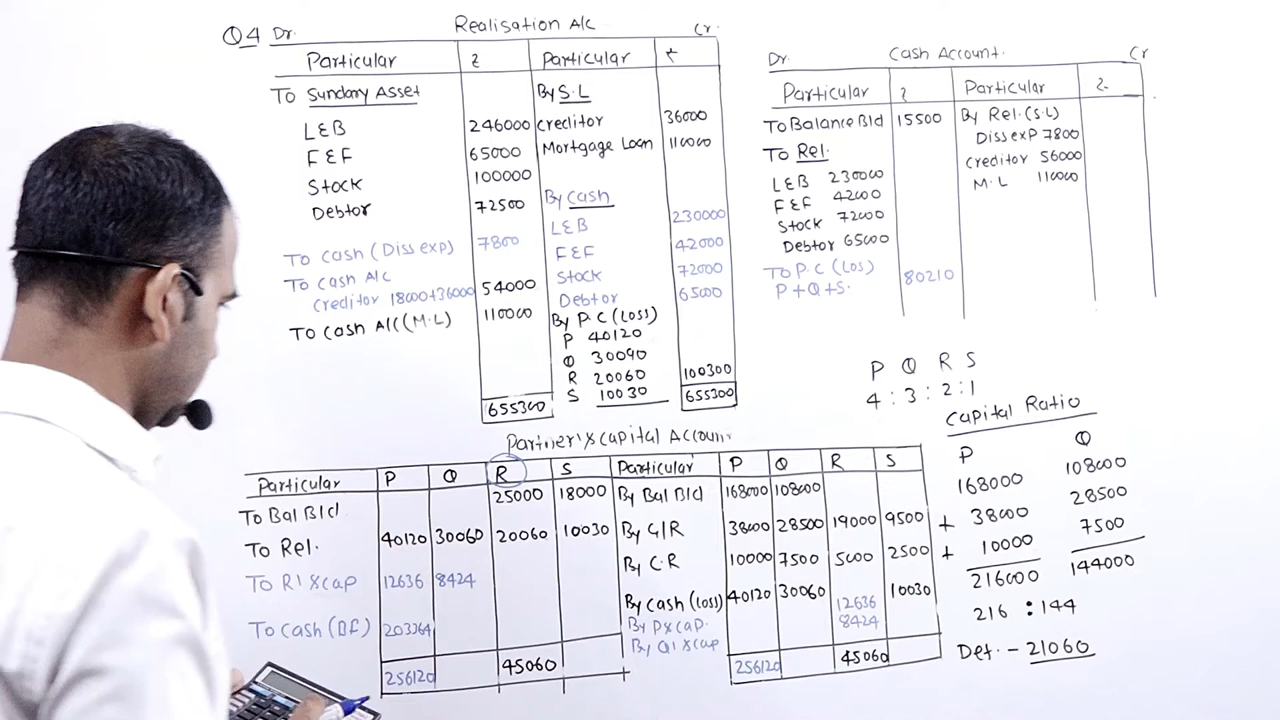 Q4 Dr. Realisation A/c Cr.
Particular ₹ Particular ₹
To Sundary Asset By S.L
L&B 246000 creditor 36000
F&F 65000 Mortgage Loan 110000
Stock 100000
Debtor 72500 By Cash
To cash (Diss exp) 7800 L&B 230000
To cash A/c F&F 42000
creditor 18000+36000 54000 Stock 72000
To cash A/c (M.L) 110000 Debtor 65000
By P.C (Loss)
P 40120
Q 30090
R 20060 100300
S 10030
655300 655300
Dr. Cash Account. Cr
Particular ₹ Particular ₹
To Balance B/d 15500 By Rel. (S.L)
To Rel. Diss exp 7800
L&B 230000 creditor 56000
F&F 42000 M.L 110000
Stock 72000
Debtor 65000
To P.C (Los) 80210
P+Q+S.
P Q R S
4 : 3 : 2 : 1
Capital Ratio
P Q
168000 108000
+ 38000 28500
+ 10000 7500
216000 144000
216 : 144
Def. - 21060
Partner's Capital Account
Particular P Q R S Particular P Q R S
To Bal B/d 25000 18000 By Bal B/d 168000 108000
To Rel. 40120 30060 20060 10030 By G/R 38000 28500 19000 9500
To R's cap 12636 8424 By C.R 10000 7500 5000 2500
To Cash (BF) 203364 By Cash (Loss) 40120 30060 10030
By P's cap. 12636
By Q's cap 8424
256120 45060 256120 45060